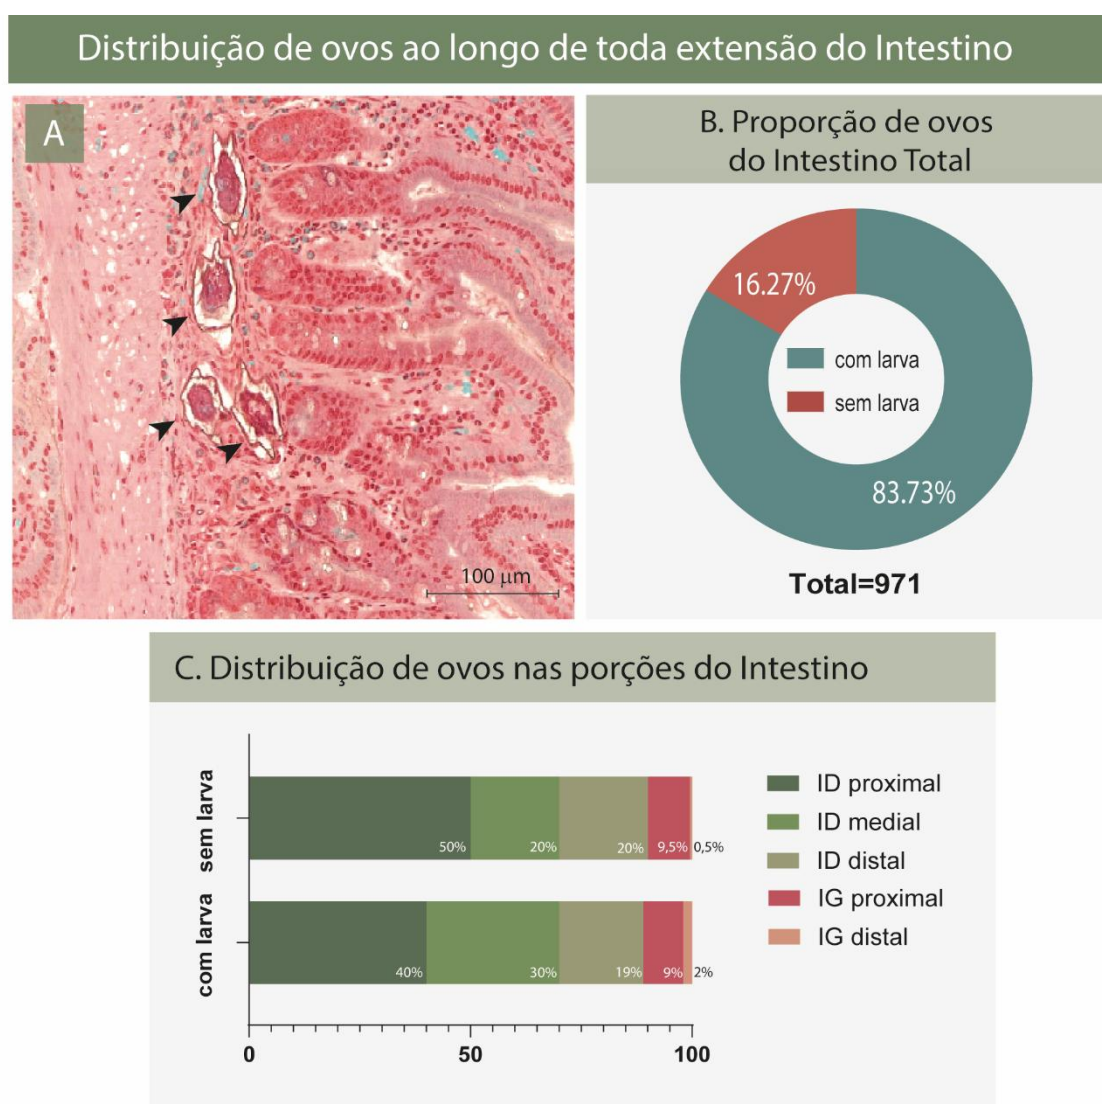 Distribuição de ovos ao longo de toda extensão do Intestino
A
100 μm
B. Proporção de ovos
do Intestino Total
16.27%
com larva
sem larva
83.73%
Total=971
C. Distribuição de ovos nas porções do Intestino
sem larva
50%
20%
20%
9,5%
0,5%
com larva
40%
30%
19%
9%
2%
0
50
100
ID proximal
ID medial
ID distal
IG proximal
IG distal